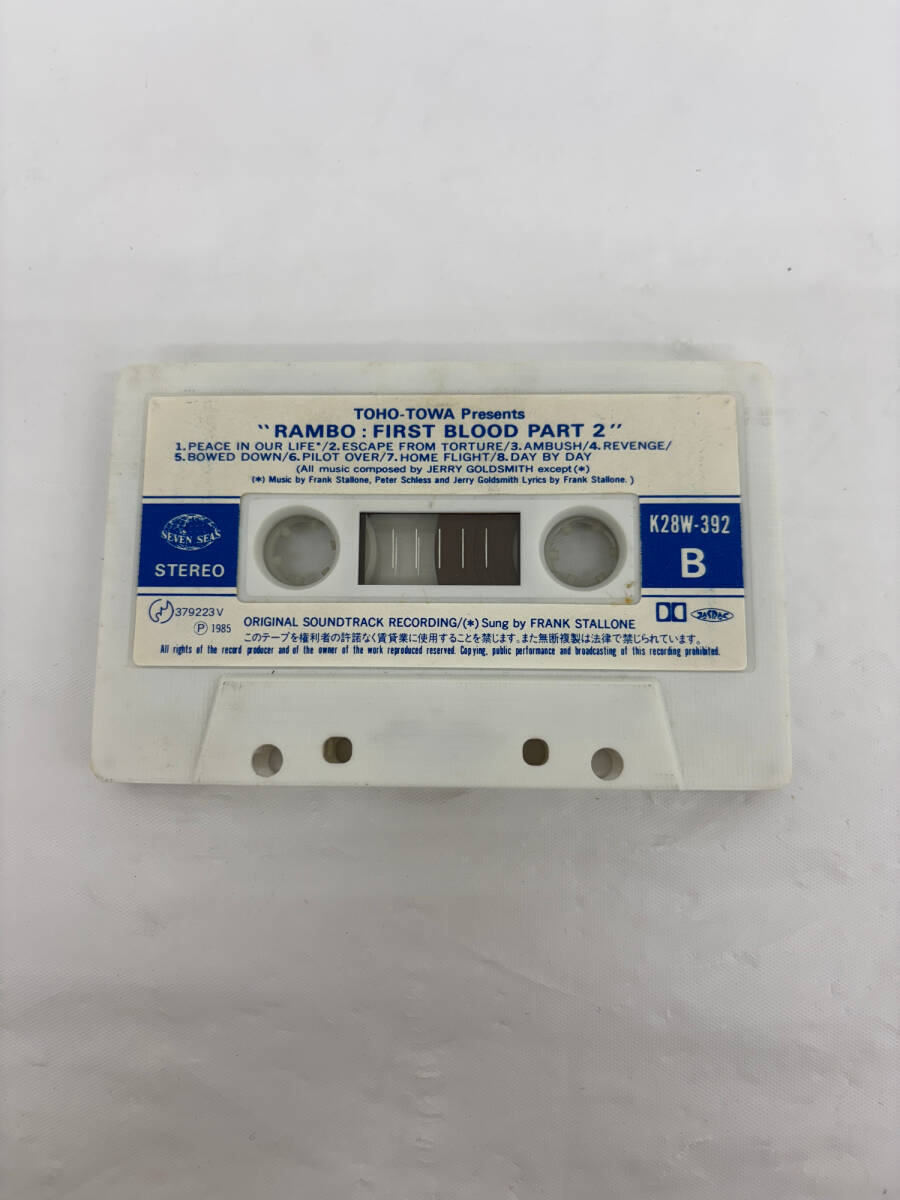 TOHO-TOWA Presents
"RAMBO : FIRST BLOOD PART 2"
1. PEACE IN OUR LIFE*/2. ESCAPE FROM TORTURE/3. AMBUSH/4. REVENGE/
5. BOWED DOWN/6. PILOT OVER/7. HOME FLIGHT/8. DAY BY DAY
(All music composed by JERRY GOLDSMITH except (*)
(*) Music by Frank Stallone, Peter Schless and Jerry Goldsmith Lyrics by Frank Stallone. )
SEVEN SEAS
STEREO
K28W-392
B
379223V
Ⓟ 1985
ORIGINAL SOUNDTRACK RECORDING/(*) Sung by FRANK STALLONE
JASRAC
このテープを権利者の許諾なく賃貸業に使用することを禁じます。また無断複製は法律で禁じられています。
All rights of the record producer and of the owner of the work reproduced reserved. Copying, public performance and broadcasting of this recording prohibited.